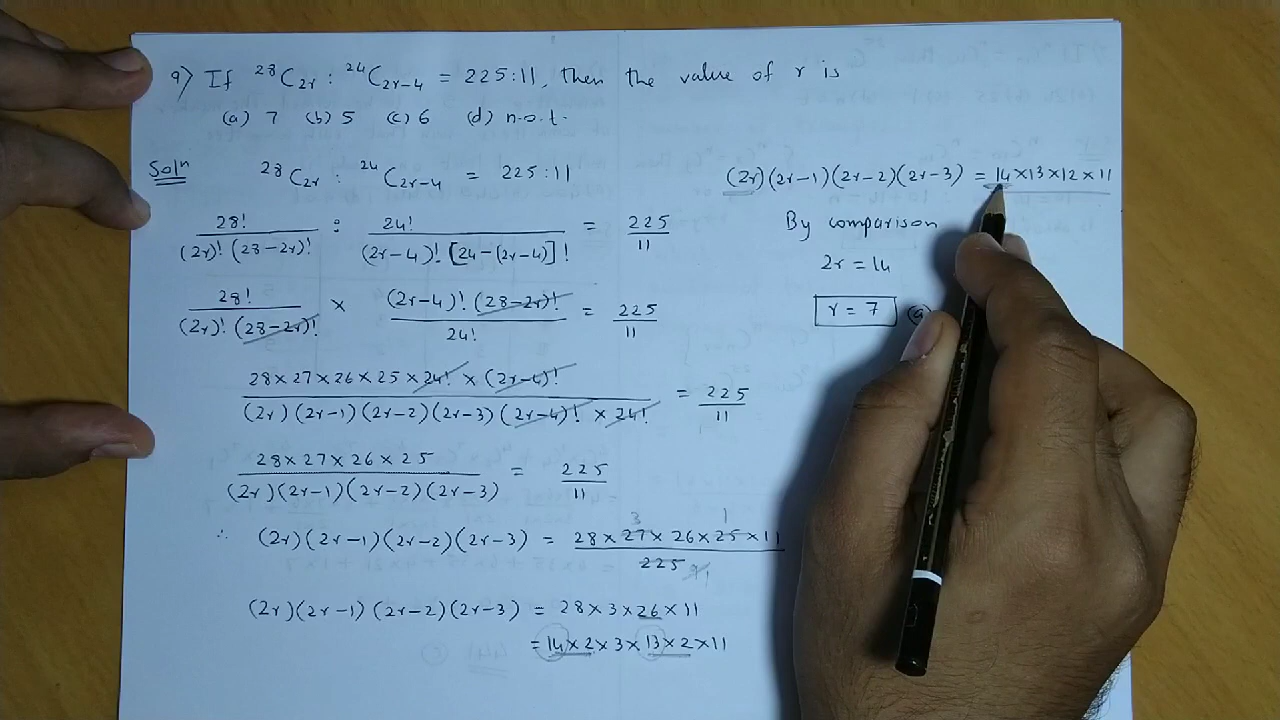 9) If ²⁸C₂ᵣ : ²⁴C₂ᵣ₋₄ = 225:11, then the value of r is
(a) 7 (b) 5 (c) 6 (d) n.o.t.
Solⁿ ²⁸C₂ᵣ : ²⁴C₂ᵣ₋₄ = 225:11
28!/((2r)! (28-2r)!) : 24!/((2r-4)! [24-(2r-4)]!) = 225/11
28!/((2r)! (28-2r)!) × ((2r-4)! (28-2r)!)/24! = 225/11
(28×27×26×25×24! × (2r-4)!)/((2r)(2r-1)(2r-2)(2r-3)(2r-4)! × 24!) = 225/11
(28×27×26×25)/((2r)(2r-1)(2r-2)(2r-3)) = 225/11
3 1
∴ (2r)(2r-1)(2r-2)(2r-3) = (28×27×26×25×11)/225
9 1
(2r)(2r-1)(2r-2)(2r-3) = 28×3×26×11
= 14×2×3×13×2×11
(2r)(2r-1)(2r-2)(2r-3) = 14×13×12×11
By comparison
2r = 14
r = 7 (a)